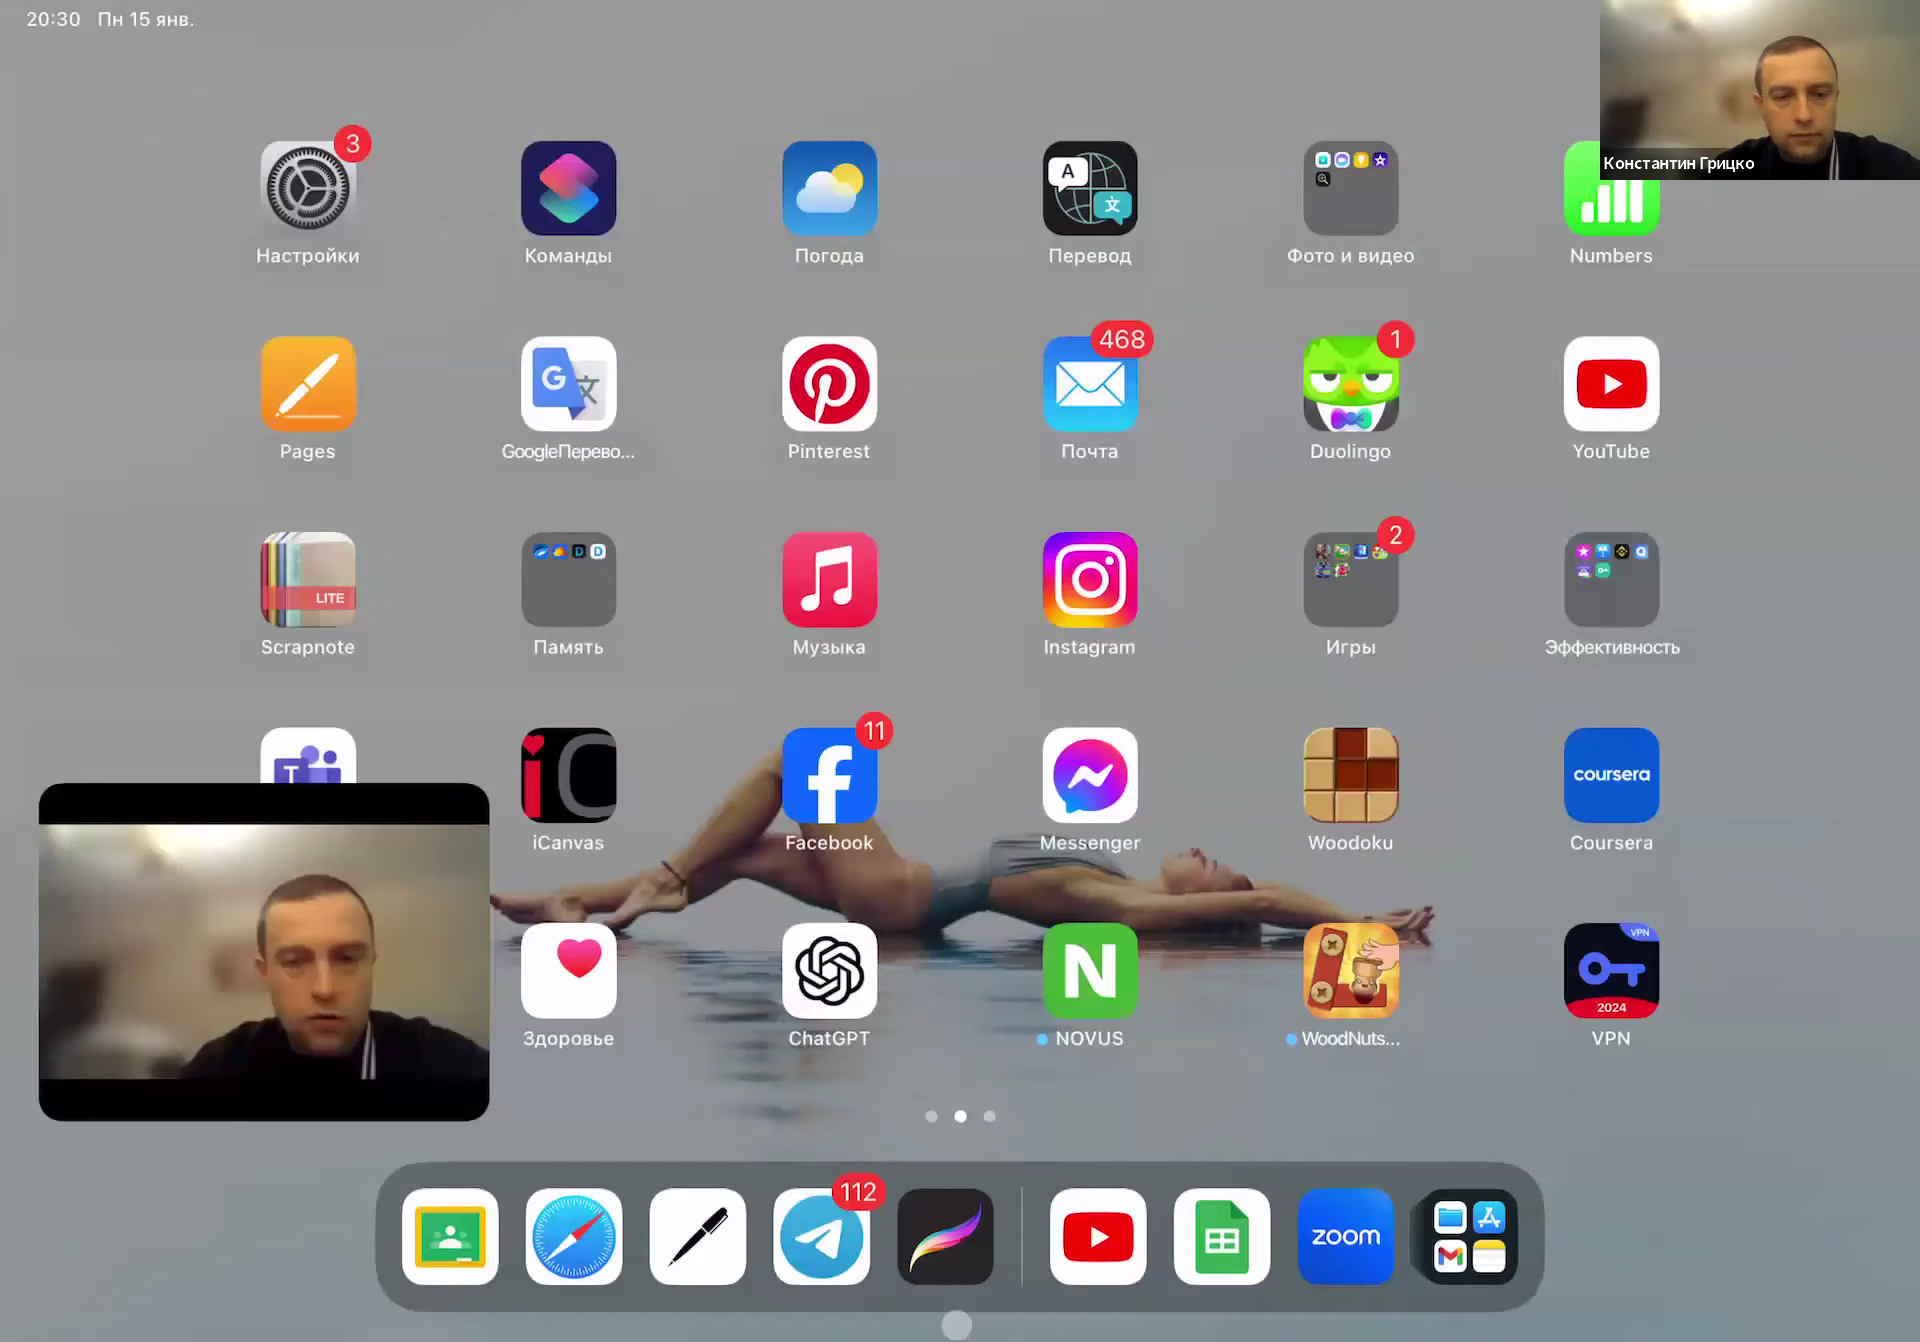 20:30 Пн 15 янв.
Константин Грицко
3
Настройки
Команды
Погода
A
文
Перевод
Фото и видео
Numbers
Pages
G
文
GoogleПерево...
Pinterest
468
Почта
1
Duolingo
YouTube
LITE
Scrapnote
D
D
Память
Музыка
Instagram
2
Игры
Эффективность
T
iC
iCanvas
11
f
Facebook
Messenger
Woodoku
coursera
Coursera
Здоровье
ChatGPT
N
NOVUS
WoodNuts...
VPN
2024
VPN
112
zoom